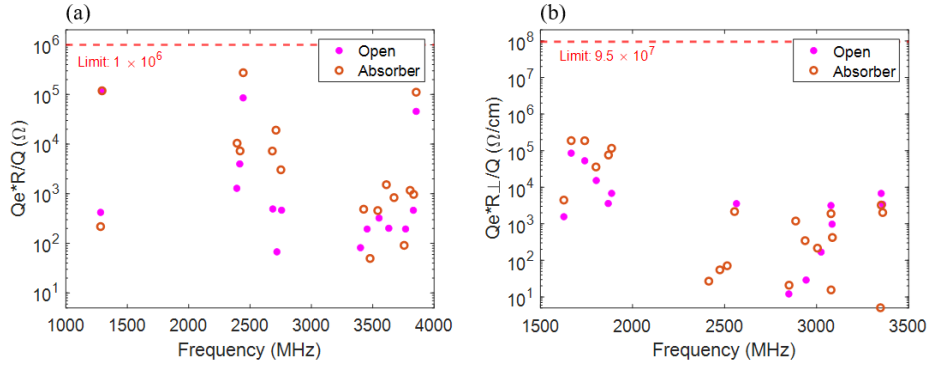 (a)
Qe*R/Q (Ω)
10^6
10^5
10^4
10^3
10^2
10^1
Limit: 1 × 10^6
Open
Absorber
1000 1500 2000 2500 3000 3500 4000
Frequency (MHz)
(b)
Qe*R⊥/Q (Ω/cm)
10^8
10^7
10^6
10^5
10^4
10^3
10^2
10^1
Limit: 9.5 × 10^7
Open
Absorber
1500 2000 2500 3000 3500
Frequency (MHz)